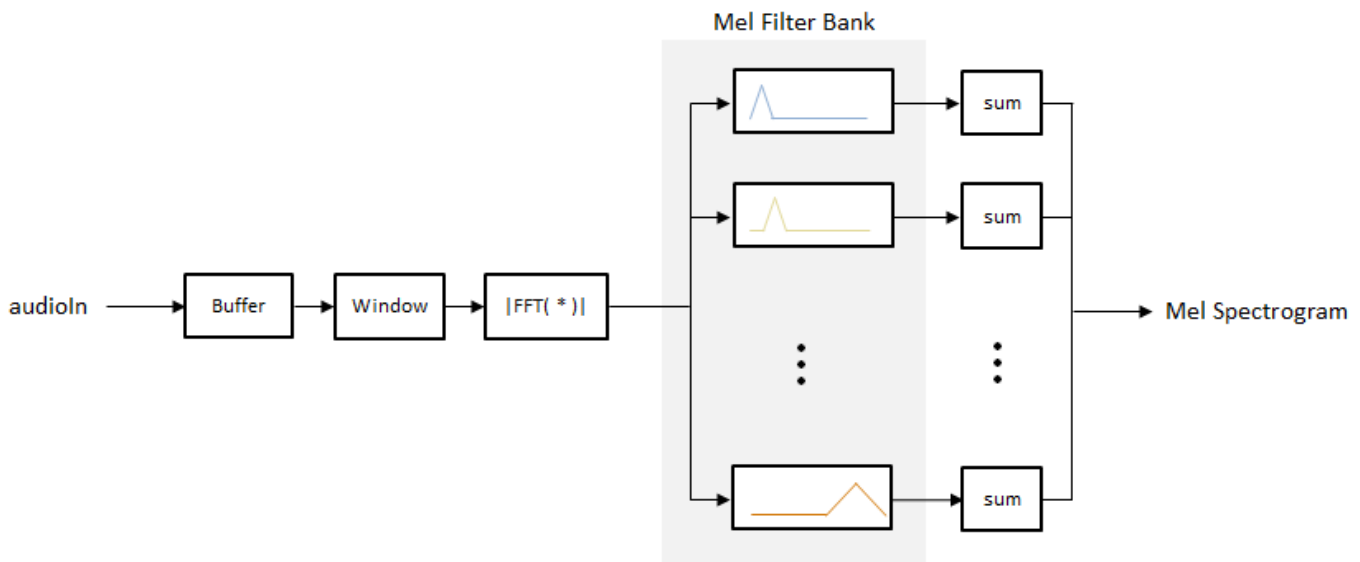 Mel Filter Bank
sum
sum
audioIn
Buffer
Window
|FFT( * )|
Mel Spectrogram
sum